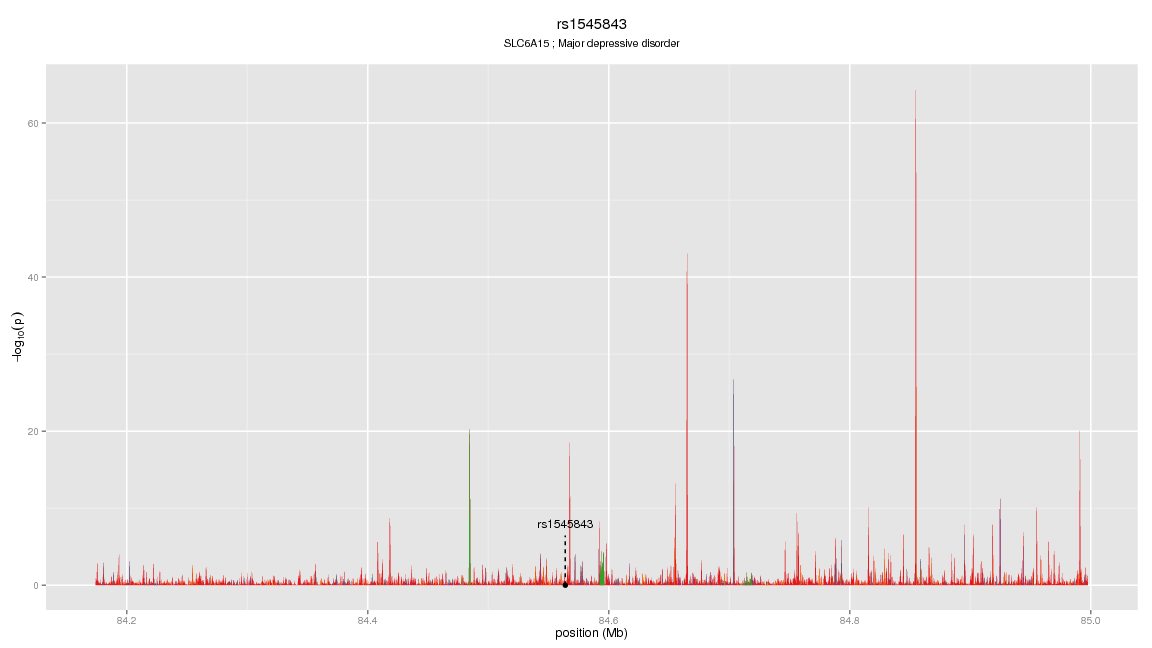 rs1545843
SLC6A15 ; Major depressive disorder
60
40
20
0
-log10(p)
rs1545843
84.2
84.4
84.6
84.8
85.0
position (Mb)